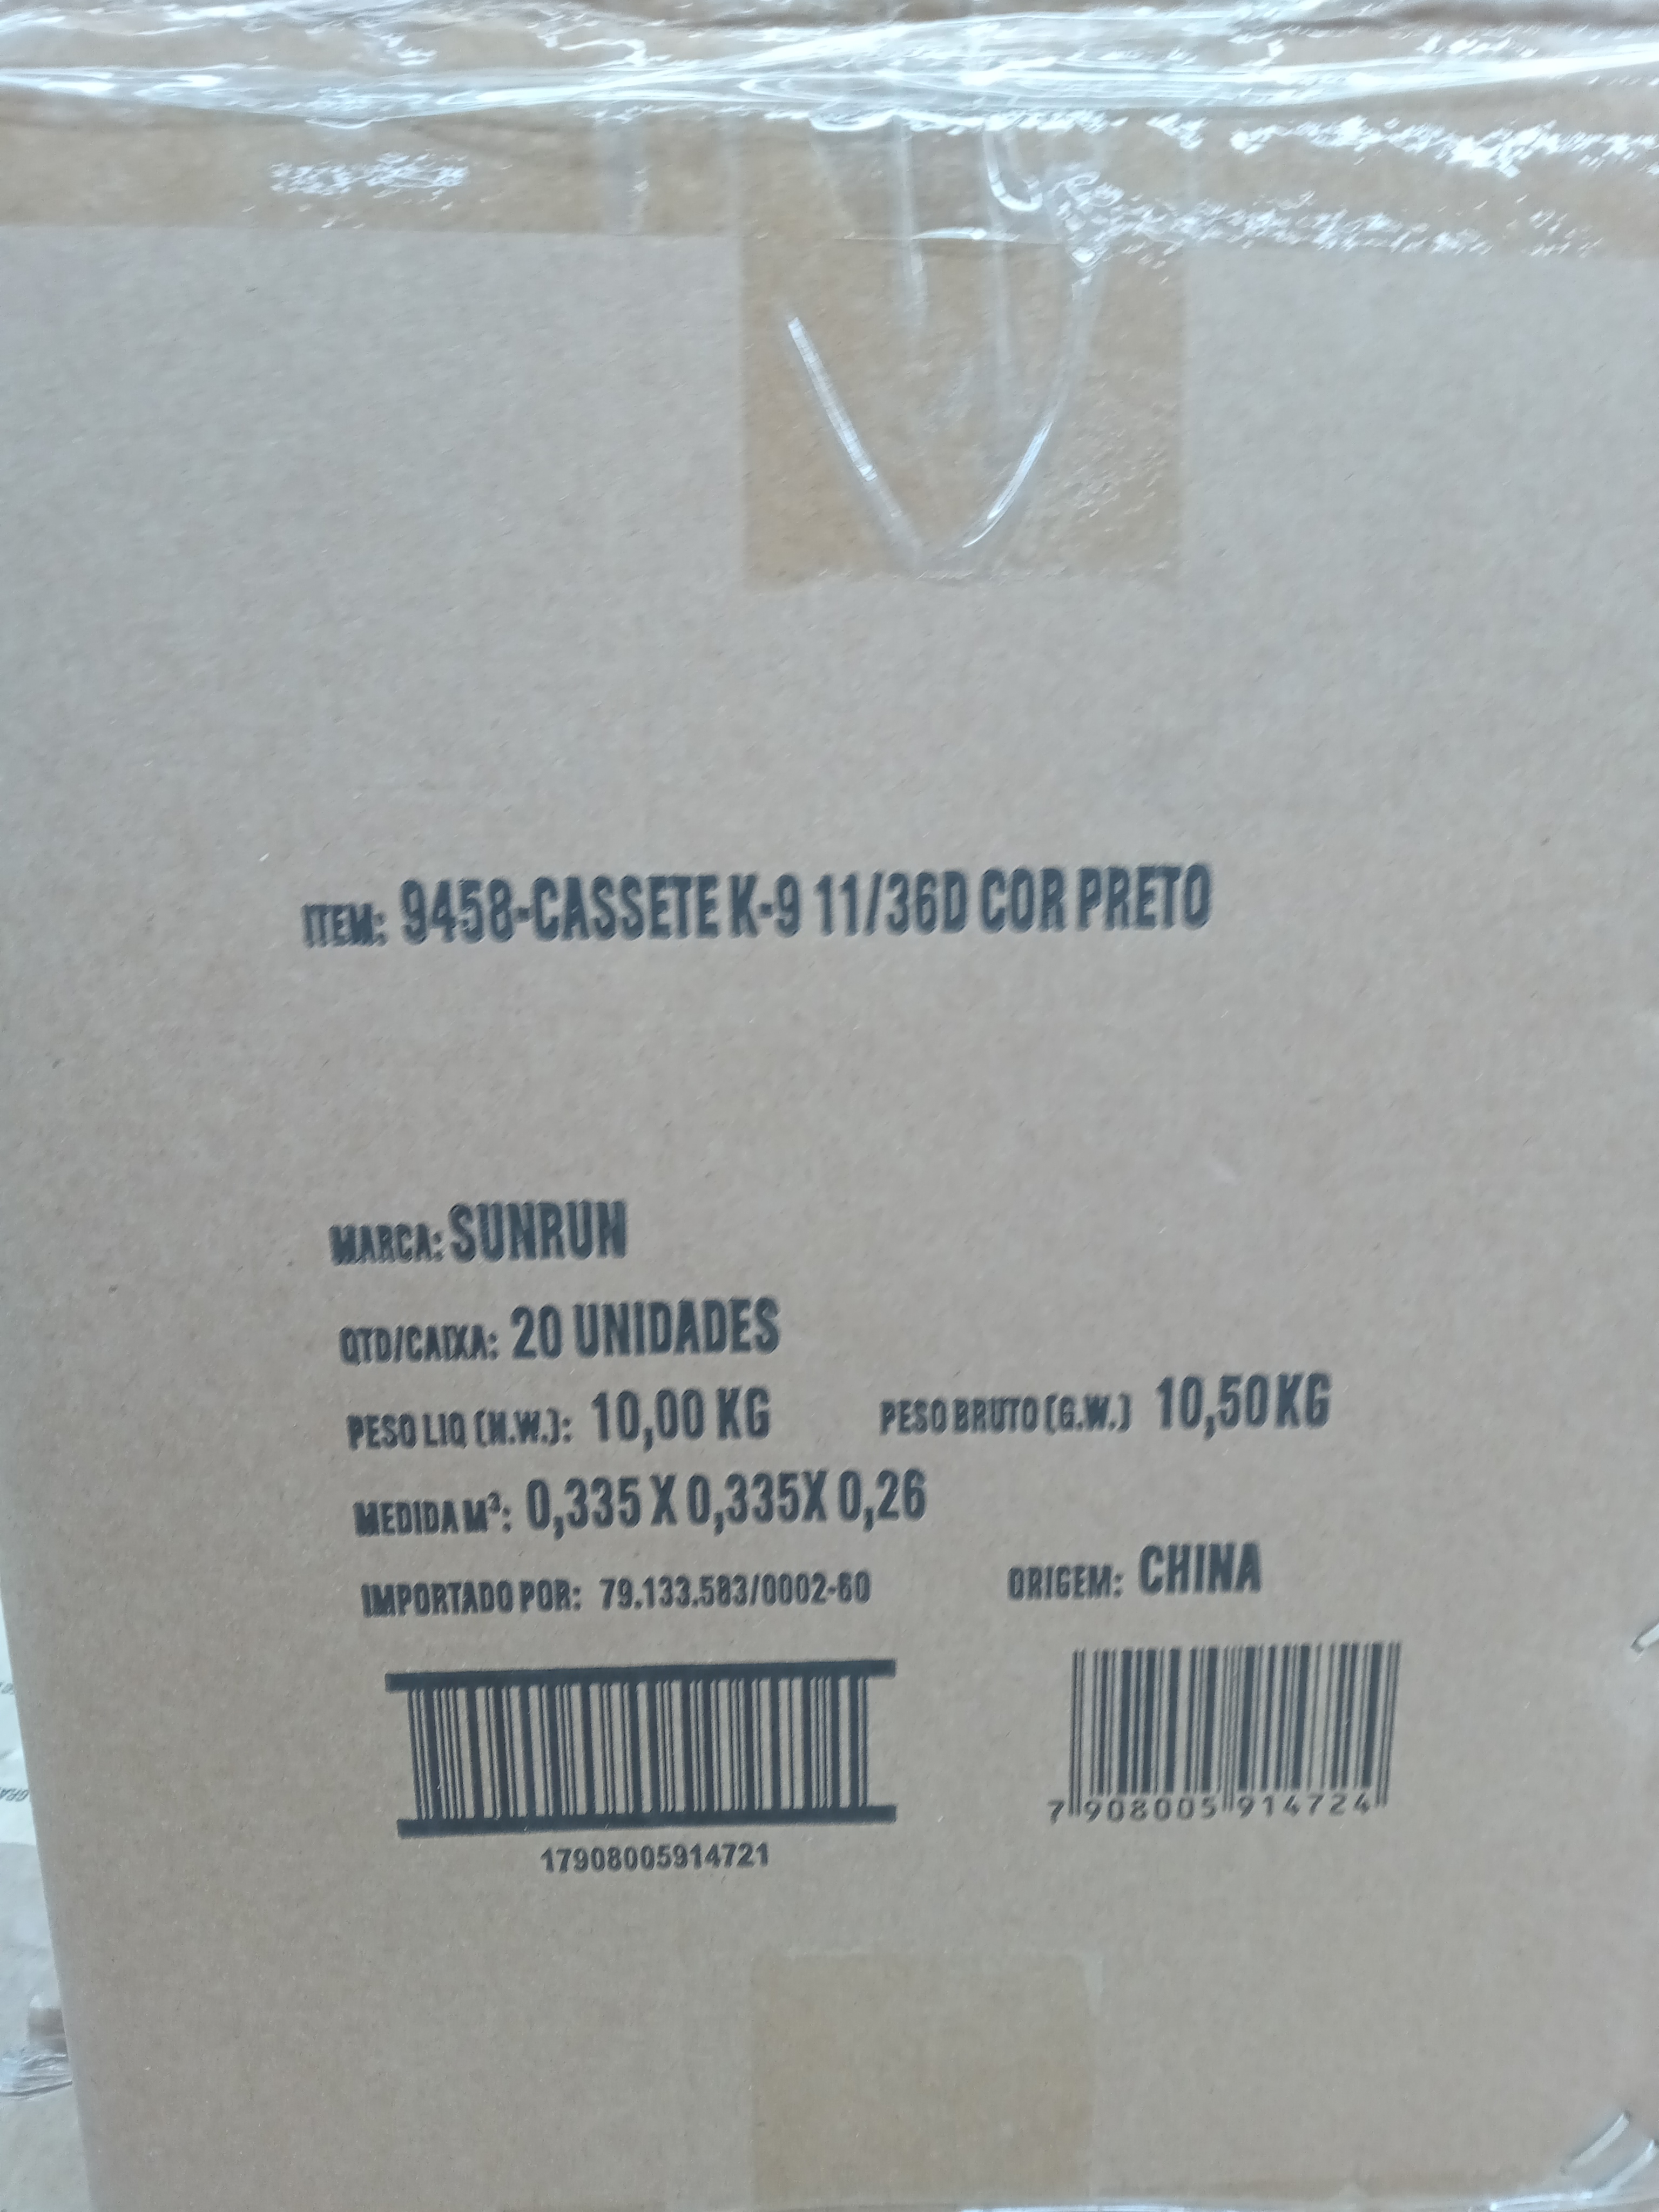 ITEM: 9458-CASSETE K-9 11/36D COR PRETO
MARCA: SUNRUN
QTD/CAIXA: 20 UNIDADES
PESO LIQ (N.W.): 10,00 KG PESO BRUTO (G.W.) 10,50 KG
MEDIDA M³: 0,335 X 0,335X 0,26
IMPORTADO POR: 79.133.583/0002-60 ORIGEM: CHINA
7 908005 914724
17908005914721